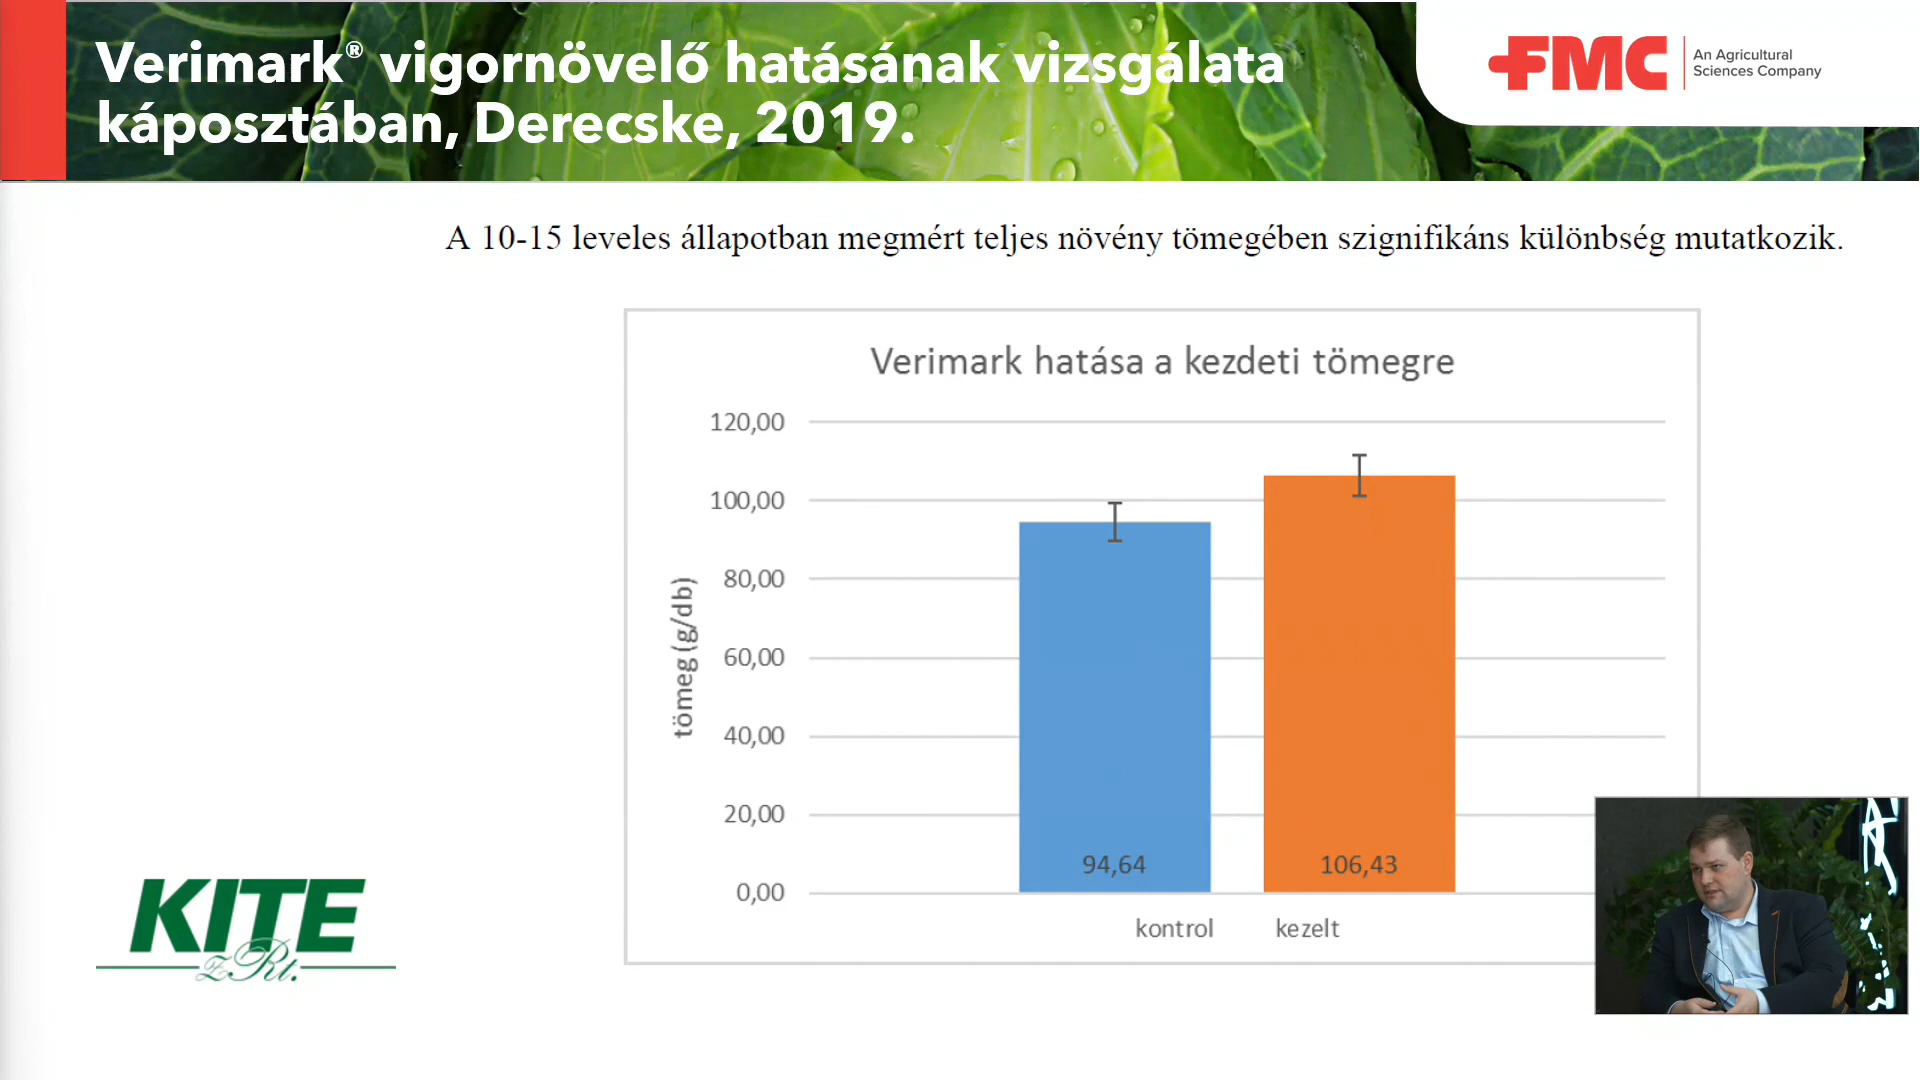 Verimark® vigornövelő hatásának vizsgálata
káposztában, Derecske, 2019.
FMC
An Agricultural
Sciences Company
A 10-15 leveles állapotban megmért teljes növény tömegében szignifikáns különbség mutatkozik.
Verimark hatása a kezdeti tömegre
tömeg (g/db)
120,00
100,00
80,00
60,00
40,00
20,00
0,00
94,64
106,43
kontrol
kezelt
KITE
zRt.